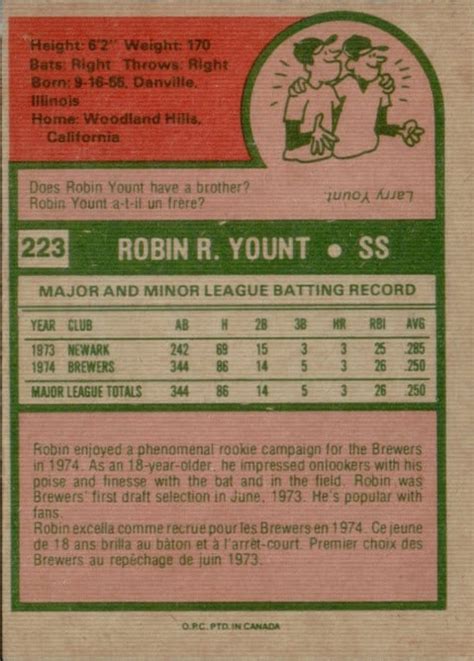 Height: 6'2" Weight: 170
Bats: Right Throws: Right
Born: 9-16-55, Danville,
Illinois
Home: Woodland Hills,
California
Does Robin Yount have a brother?
Robin Yount a-t-il un frère?
Larry Yount.
223 ROBIN R. YOUNT • SS
MAJOR AND MINOR LEAGUE BATTING RECORD
YEAR CLUB AB H 2B 3B HR RBI AVG
1973 NEWARK 242 69 15 3 3 25 .285
1974 BREWERS 344 86 14 5 3 26 .250
MAJOR LEAGUE TOTALS 344 86 14 5 3 26 .250
Robin enjoyed a phenomenal rookie campaign for the Brewers
in 1974. As an 18-year-older, he impressed onlookers with his
poise and finesse with the bat and in the field. Robin was
Brewers' first draft selection in June, 1973. He's popular with
fans.
Robin excella comme recrue pour les Brewers en 1974. Ce jeune
de 18 ans brilla au bâton et à l'arrêt-court. Premier choix des
Brewers au repêchage de juin 1973.
O.P.C. PTD. IN CANADA